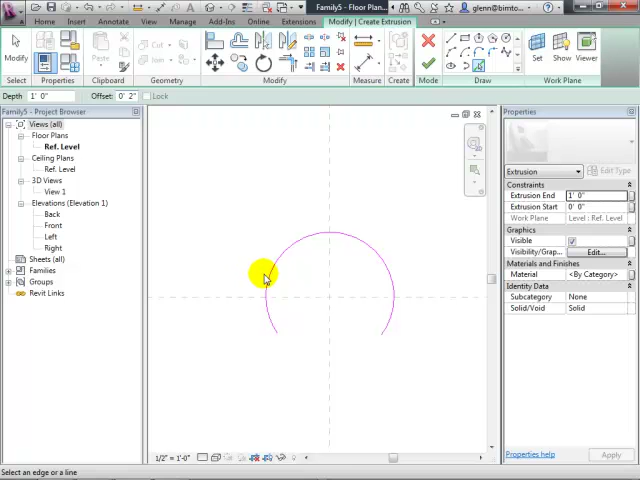 Family5 - Floor Plan...
glenn@bimto...
Home Insert Annotate View Manage Add-Ins Online Extensions Modify | Create Extrusion
Modify
Paste
Cut
Join
Set Show Viewer
Select Properties Clipboard Geometry Modify Measure Create Mode Draw Work Plane
Depth 1' 0" Offset: 0' 2" Lock
Family5 - Project Browser
Views (all)
Floor Plans
Ref. Level
Ceiling Plans
Ref. Level
3D Views
View 1
Elevations (Elevation 1)
Back
Front
Left
Right
Sheets (all)
Families
Groups
Revit Links
Properties
Extrusion
Edit Type
Constraints
Extrusion End 1' 0"
Extrusion Start 0' 0"
Work Plane Level : Ref. Level
Graphics
Visible
Visibility/Grap... Edit...
Materials and Finishes
Material <By Category>
Identity Data
Subcategory None
Solid/Void Solid
Properties help Apply
1/2" = 1'-0"
Select an edge or a line